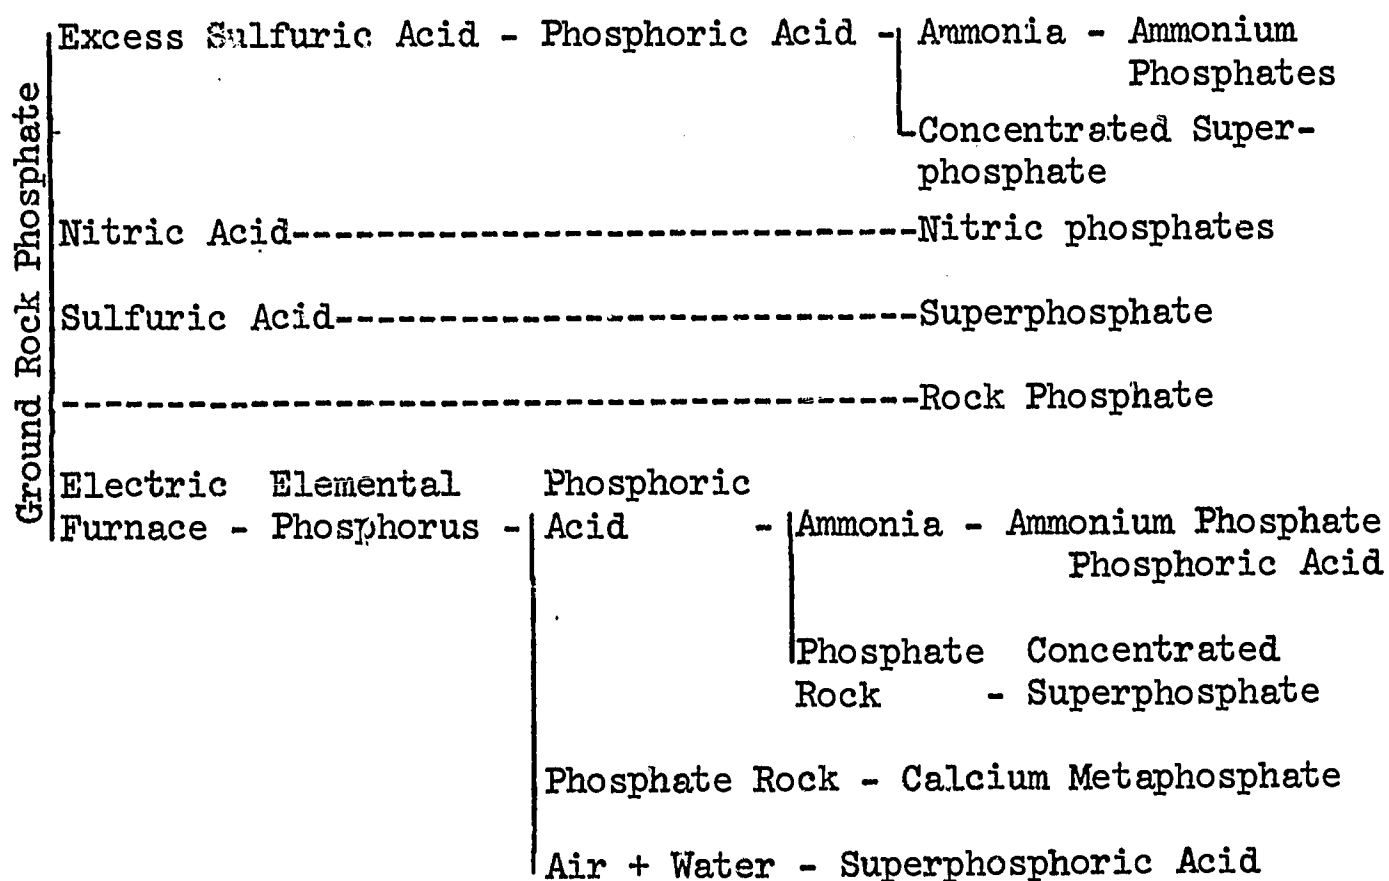 Ground Rock Phosphate
Excess Sulfuric Acid - Phosphoric Acid - Ammonia - Ammonium
Phosphates
Concentrated Super-
phosphate
Nitric Acid------------------------------Nitric phosphates
Sulfuric Acid----------------------------Superphosphate
-----------------------------------------Rock Phosphate
Electric Elemental Phosphoric
Furnace - Phosphorus - Acid - Ammonia - Ammonium Phosphate
Phosphoric Acid
Phosphate Concentrated
Rock - Superphosphate
Phosphate Rock - Calcium Metaphosphate
Air + Water - Superphosphoric Acid